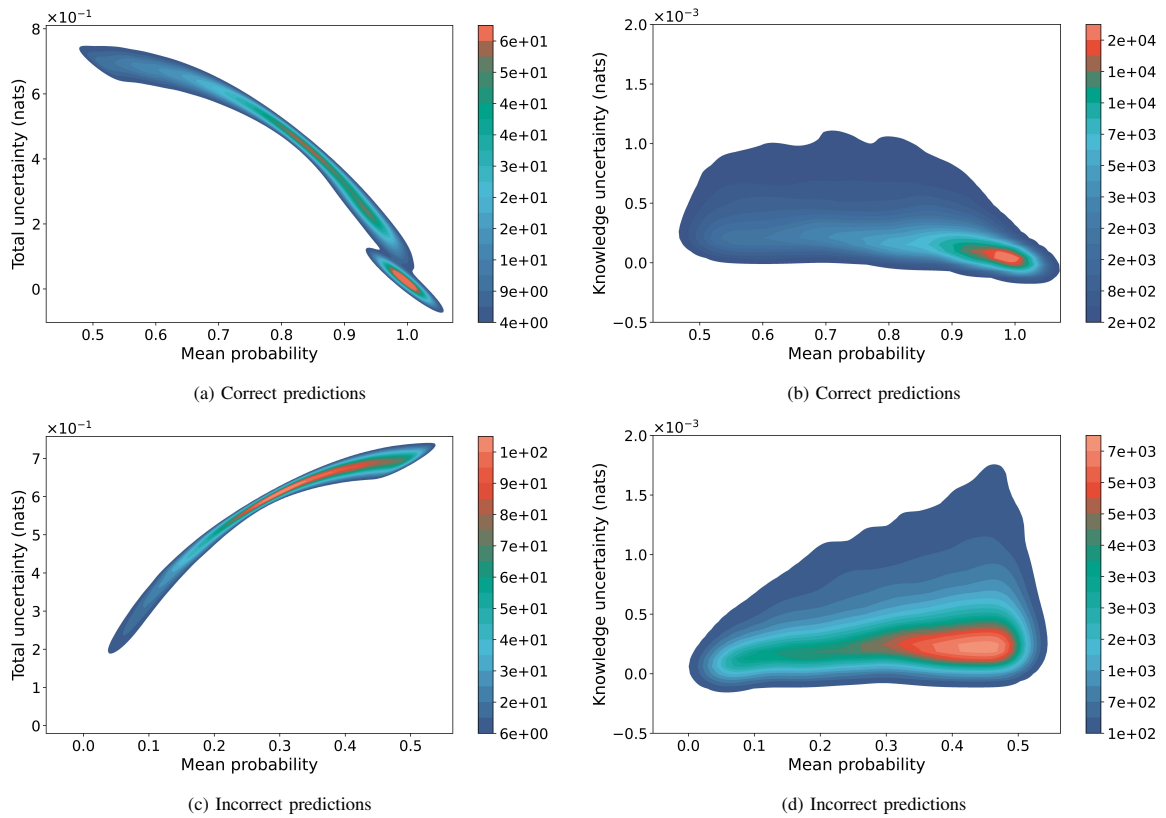 ×10⁻¹
Total uncertainty (nats)
8
6
4
2
0
0.5 0.6 0.7 0.8 0.9 1.0
Mean probability
6e+01
5e+01
4e+01
4e+01
3e+01
2e+01
2e+01
1e+01
9e+00
4e+00
(a) Correct predictions
×10⁻³
Knowledge uncertainty (nats)
2.0
1.5
1.0
0.5
0.0
−0.5
0.5 0.6 0.7 0.8 0.9 1.0
Mean probability
2e+04
1e+04
1e+04
7e+03
5e+03
3e+03
2e+03
2e+03
8e+02
2e+02
(b) Correct predictions
×10⁻¹
Total uncertainty (nats)
7
6
5
4
3
2
1
0
0.0 0.1 0.2 0.3 0.4 0.5
Mean probability
1e+02
9e+01
8e+01
7e+01
6e+01
5e+01
4e+01
3e+01
2e+01
6e+00
(c) Incorrect predictions
×10⁻³
Knowledge uncertainty (nats)
2.0
1.5
1.0
0.5
0.0
−0.5
0.0 0.1 0.2 0.3 0.4 0.5
Mean probability
7e+03
5e+03
5e+03
4e+03
3e+03
3e+03
2e+03
1e+03
7e+02
1e+02
(d) Incorrect predictions